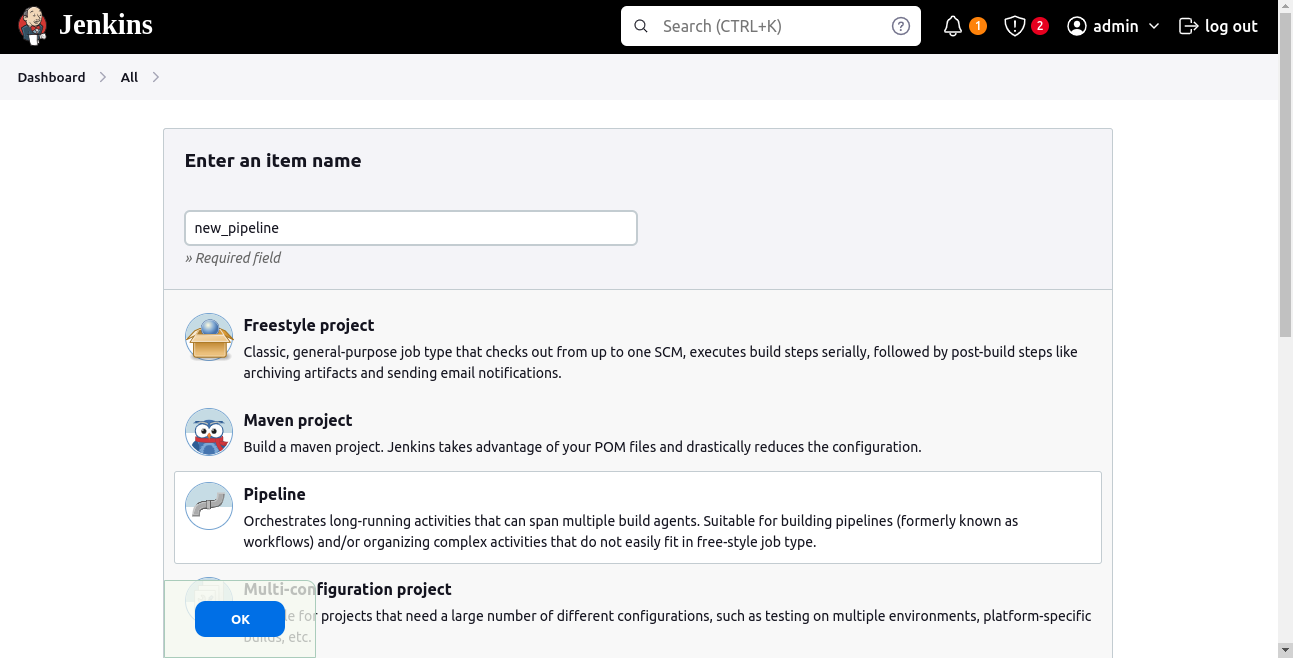 Jenkins
Search (CTRL+K)
1
2
admin
log out
Dashboard
All
Enter an item name
new_pipeline
» Required field
Freestyle project
Classic, general-purpose job type that checks out from up to one SCM, executes build steps serially, followed by post-build steps like
archiving artifacts and sending email notifications.
Maven project
Build a maven project. Jenkins takes advantage of your POM files and drastically reduces the configuration.
Pipeline
Orchestrates long-running activities that can span multiple build agents. Suitable for building pipelines (formerly known as
workflows) and/or organizing complex activities that do not easily fit in free-style job type.
Multi-configuration project
for projects that need a large number of different configurations, such as testing on multiple environments, platform-specific
builds, etc.
OK